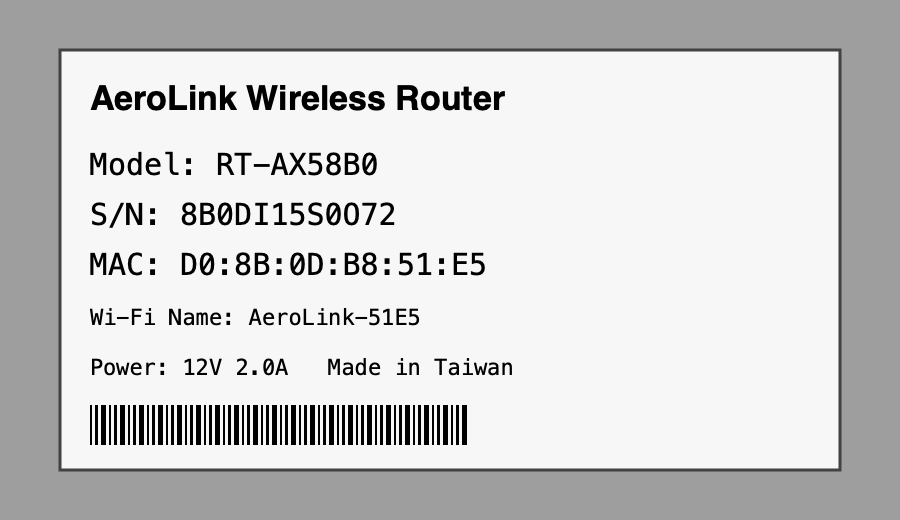 AeroLink Wireless Router
Model: RT-AX58B0
S/N: 8B0DI15S0O72
MAC: D0:8B:0D:B8:51:E5
Wi-Fi Name: AeroLink-51E5
Power: 12V 2.0A   Made in Taiwan